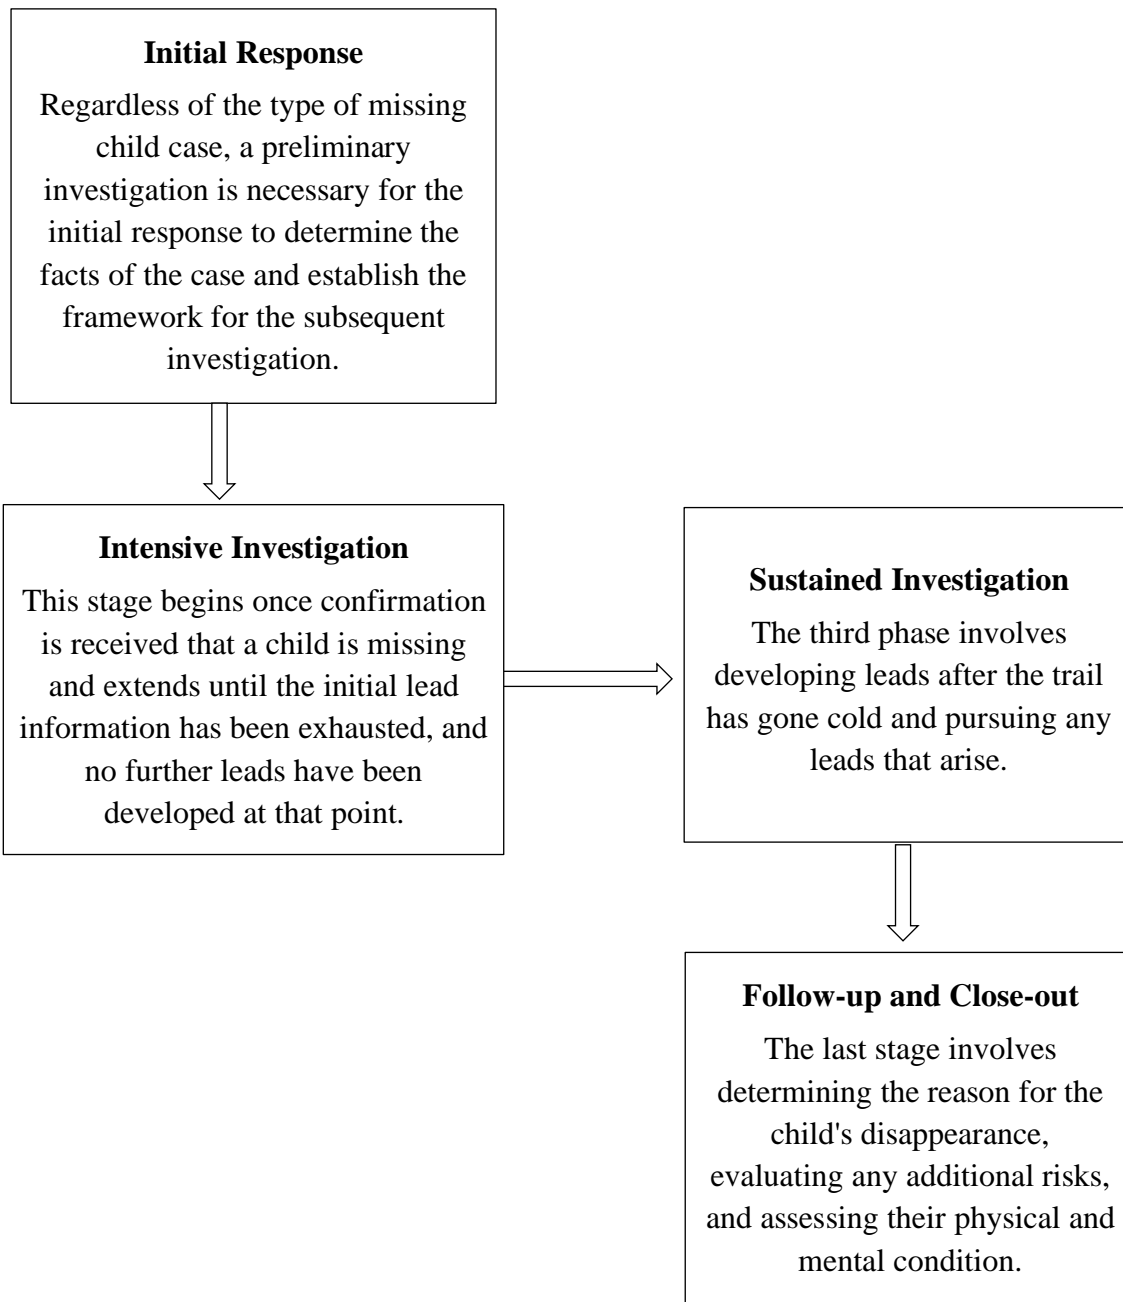 Initial Response
Regardless of the type of missing
child case, a preliminary
investigation is necessary for the
initial response to determine the
facts of the case and establish the
framework for the subsequent
investigation.
Intensive Investigation
This stage begins once confirmation
is received that a child is missing
and extends until the initial lead
information has been exhausted, and
no further leads have been
developed at that point.
Sustained Investigation
The third phase involves
developing leads after the trail
has gone cold and pursuing any
leads that arise.
Follow-up and Close-out
The last stage involves
determining the reason for the
child's disappearance,
evaluating any additional risks,
and assessing their physical and
mental condition.